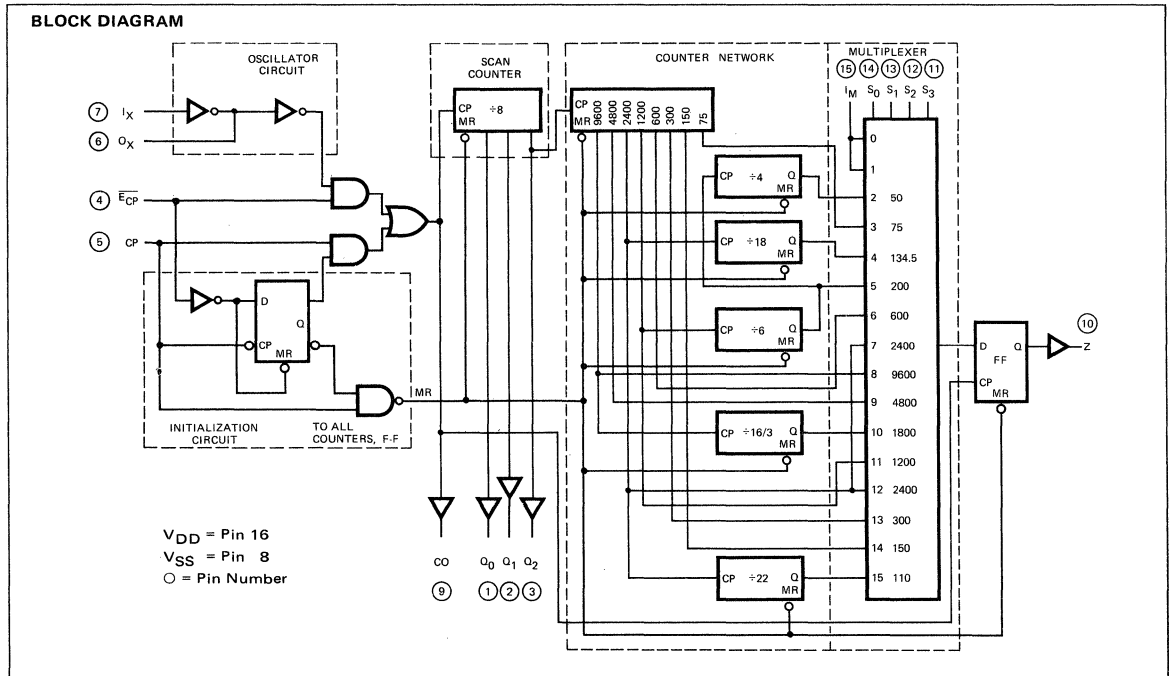 BLOCK DIAGRAM
OSCILLATOR
CIRCUIT
7 IX
6 OX
4 ECP
5 CP
D
Q
CP
MR
MR
INITIALIZATION
CIRCUIT
TO ALL
COUNTERS, F-F
SCAN
COUNTER
CP ÷8
MR
CO Q0 Q1 Q2
9 1 2 3
VDD = Pin 16
VSS = Pin 8
O = Pin Number
COUNTER NETWORK
CP
MR
9600 4800 2400 1200 600 300 150 75
CP ÷4 Q
MR
CP ÷18 Q
MR
CP ÷6 Q
MR
CP ÷16/3 Q
MR
CP ÷22 Q
MR
MULTIPLEXER
15 14 13 12 11
IM S0 S1 S2 S3
0
1
2 50
3 75
4 134.5
5 200
6 600
7 2400
8 9600
9 4800
10 1800
11 1200
12 2400
13 300
14 150
15 110
D Q
FF
CP
MR
10
Z